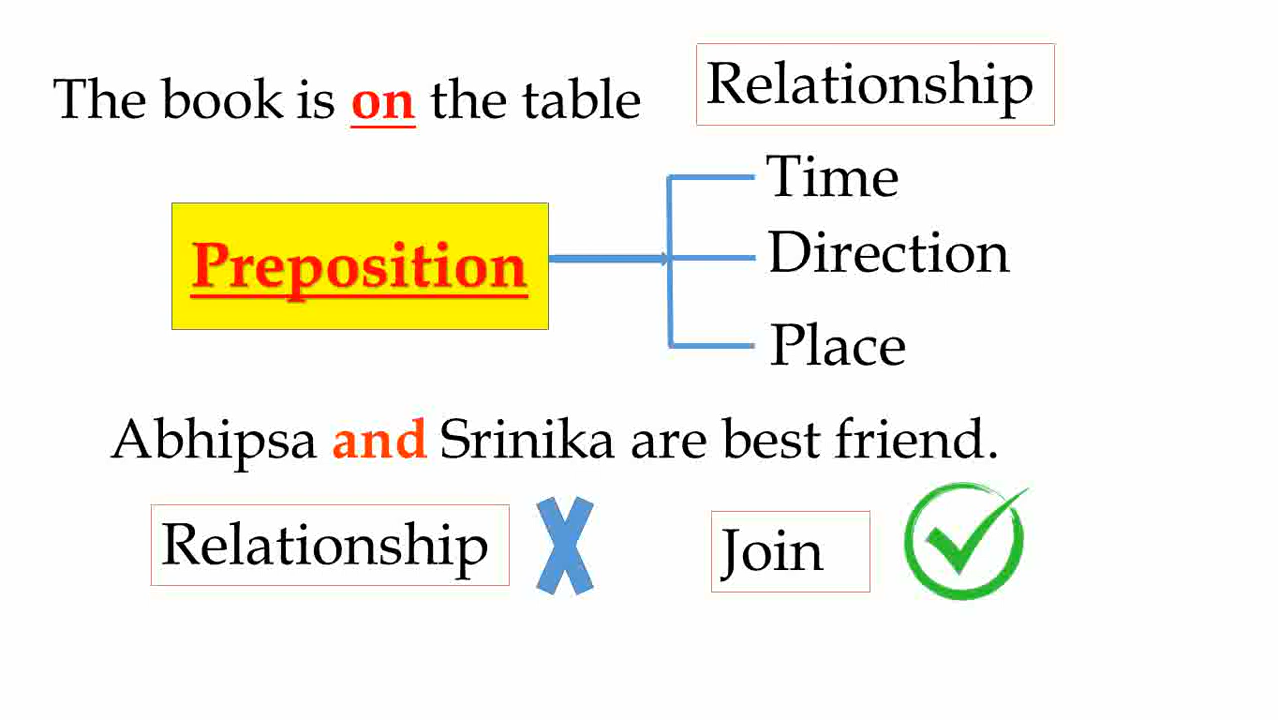 The book is on the table
Relationship
Time
Preposition
Direction
Place
Abhipsa and Srinika are best friend.
Relationship
Join